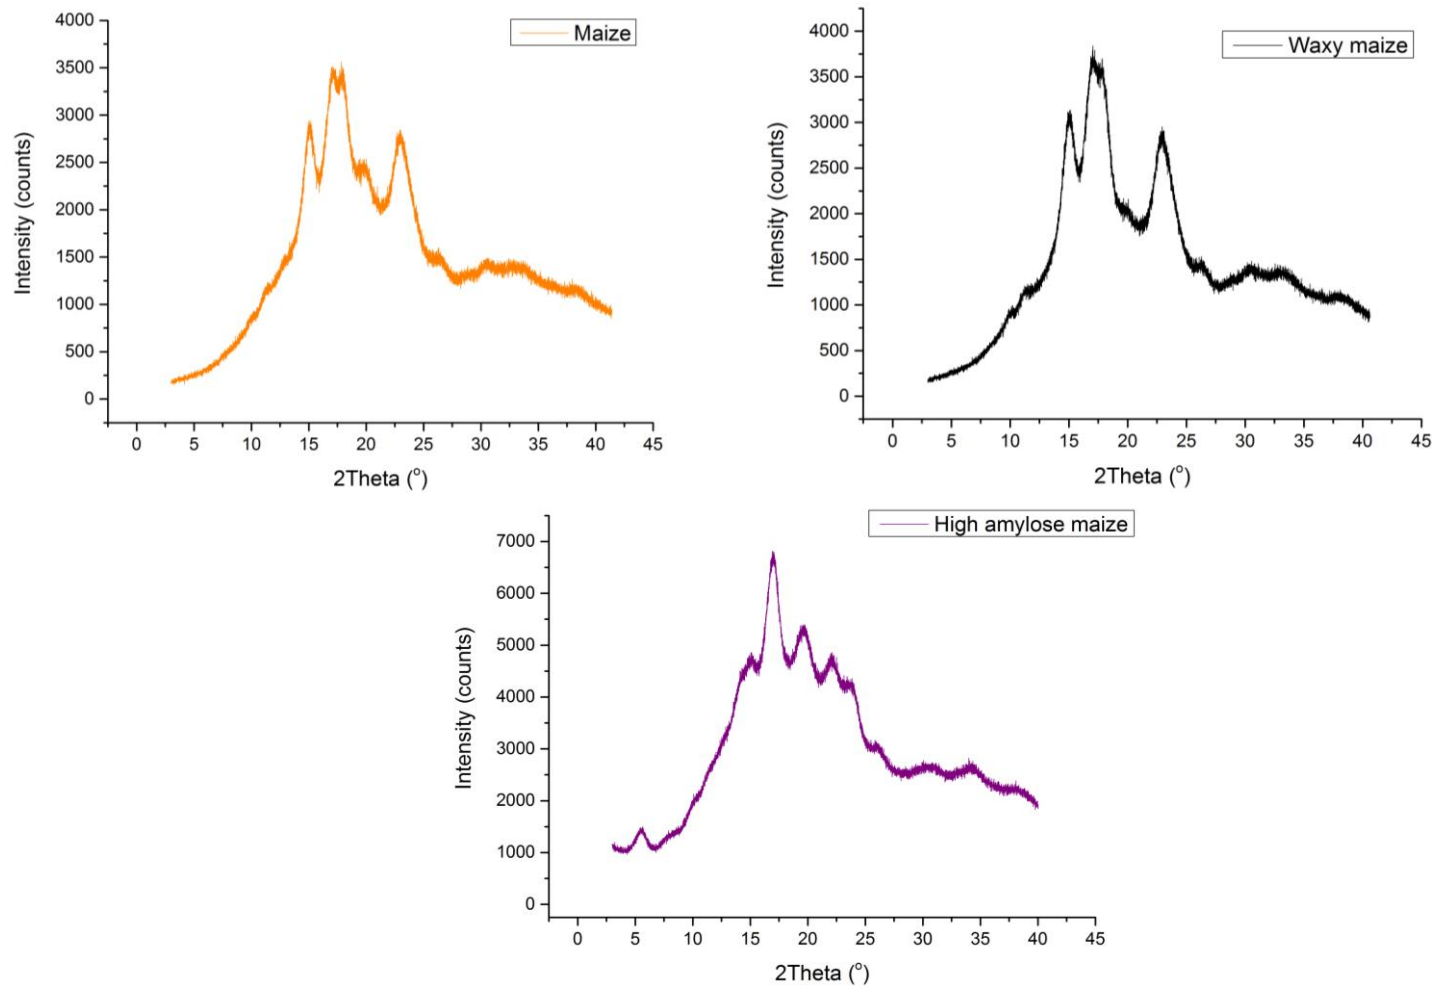 Maize
4000
3500
3000
2500
2000
1500
1000
500
0
Intensity (counts)
0 5 10 15 20 25 30 35 40 45
2Theta (°)
Waxy maize
4000
3500
3000
2500
2000
1500
1000
500
0
Intensity (counts)
0 5 10 15 20 25 30 35 40 45
2Theta (°)
High amylose maize
7000
6000
5000
4000
3000
2000
1000
0
Intensity (counts)
0 5 10 15 20 25 30 35 40 45
2Theta (°)